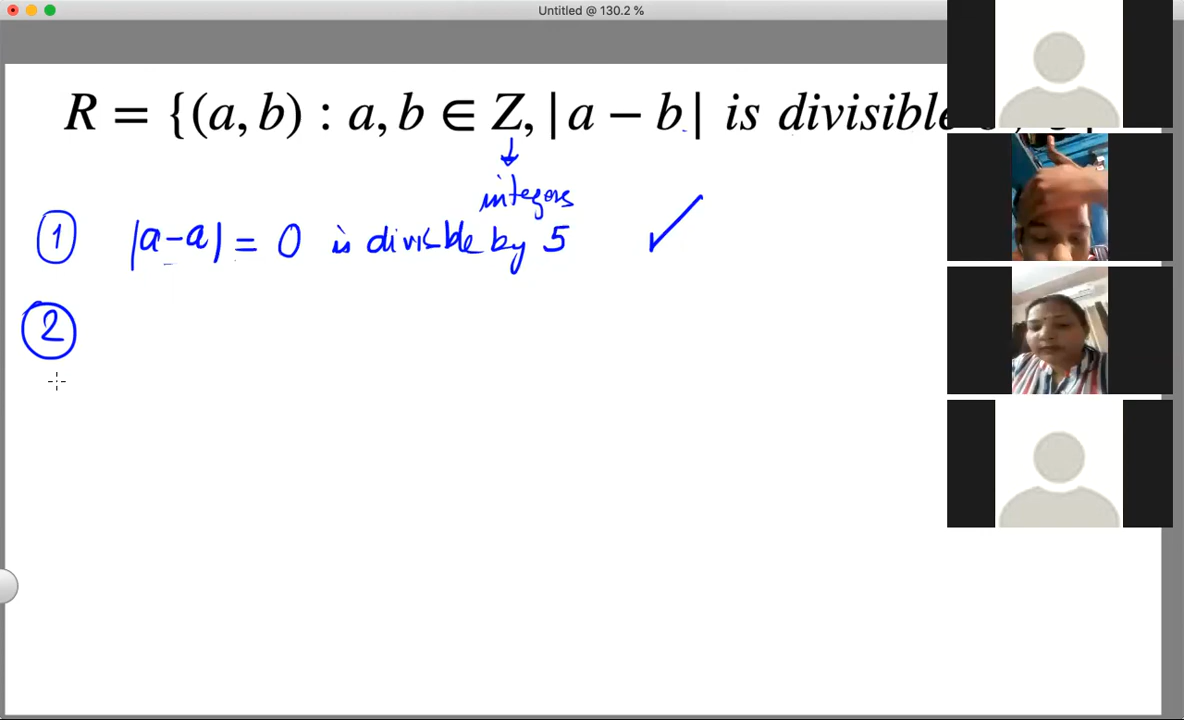 Untitled @ 130.2 %
R = {(a, b) : a, b ∈ Z, |a − b| is divisible
↓
integers
① |a-a| = 0 is divisible by 5 ✓
②